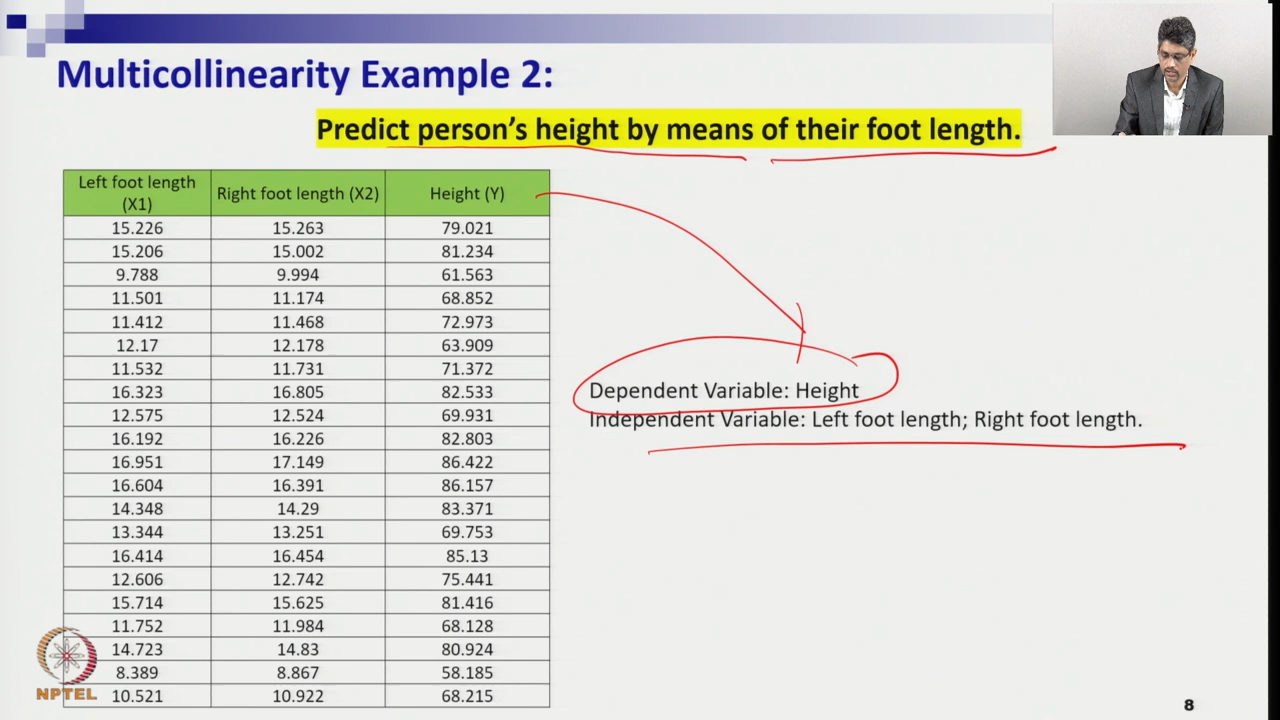 Multicollinearity Example 2:
Predict person's height by means of their foot length.
Left foot length (X1) Right foot length (X2) Height (Y)
15.226 15.263 79.021
15.206 15.002 81.234
9.788 9.994 61.563
11.501 11.174 68.852
11.412 11.468 72.973
12.17 12.178 63.909
11.532 11.731 71.372
16.323 16.805 82.533
12.575 12.524 69.931
16.192 16.226 82.803
16.951 17.149 86.422
16.604 16.391 86.157
14.348 14.29 83.371
13.344 13.251 69.753
16.414 16.454 85.13
12.606 12.742 75.441
15.714 15.625 81.416
11.752 11.984 68.128
14.723 14.83 80.924
8.389 8.867 58.185
10.521 10.922 68.215
Dependent Variable: Height
Independent Variable: Left foot length; Right foot length.
NPTEL
8